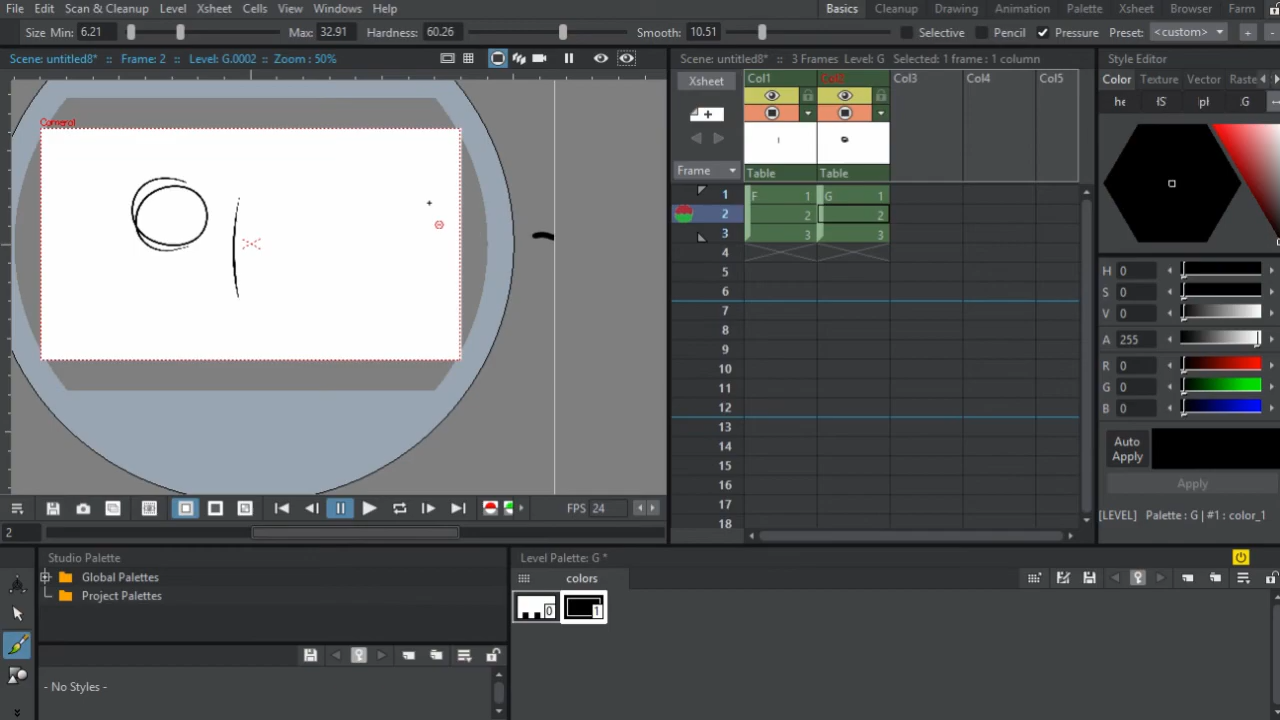 File Edit Scan & Cleanup Level Xsheet Cells View Windows Help
Basics Cleanup Drawing Animation Palette Xsheet Browser Farm
Size Min: 6.21 Max: 32.91 Hardness: 60.26 Smooth: 10.51 Selective Pencil Pressure Preset: <custom> + -
Scene: untitled8* :: Frame: 2 :: Level: G.0002 :: Zoom : 50%
Scene: untitled8* :: 3 Frames Level: G Selected: 1 frame : 1 column
Style Editor
Xsheet Col1 Col2 Col3 Col4 Col5
Color Texture Vector Raste
Frame Table Table
1 F 1 G 1
2 2 2
3 3 3
4
5
6
7
8
9
10
11
12
13
14
15
16
17
18
H 0
S 0
V 0
A 255
R 0
G 0
B 0
Auto Apply
Apply
[LEVEL] Palette : G | #1 : color_1
FPS 24
2
Studio Palette
Global Palettes
Project Palettes
- No Styles -
Level Palette: G *
colors
0 1